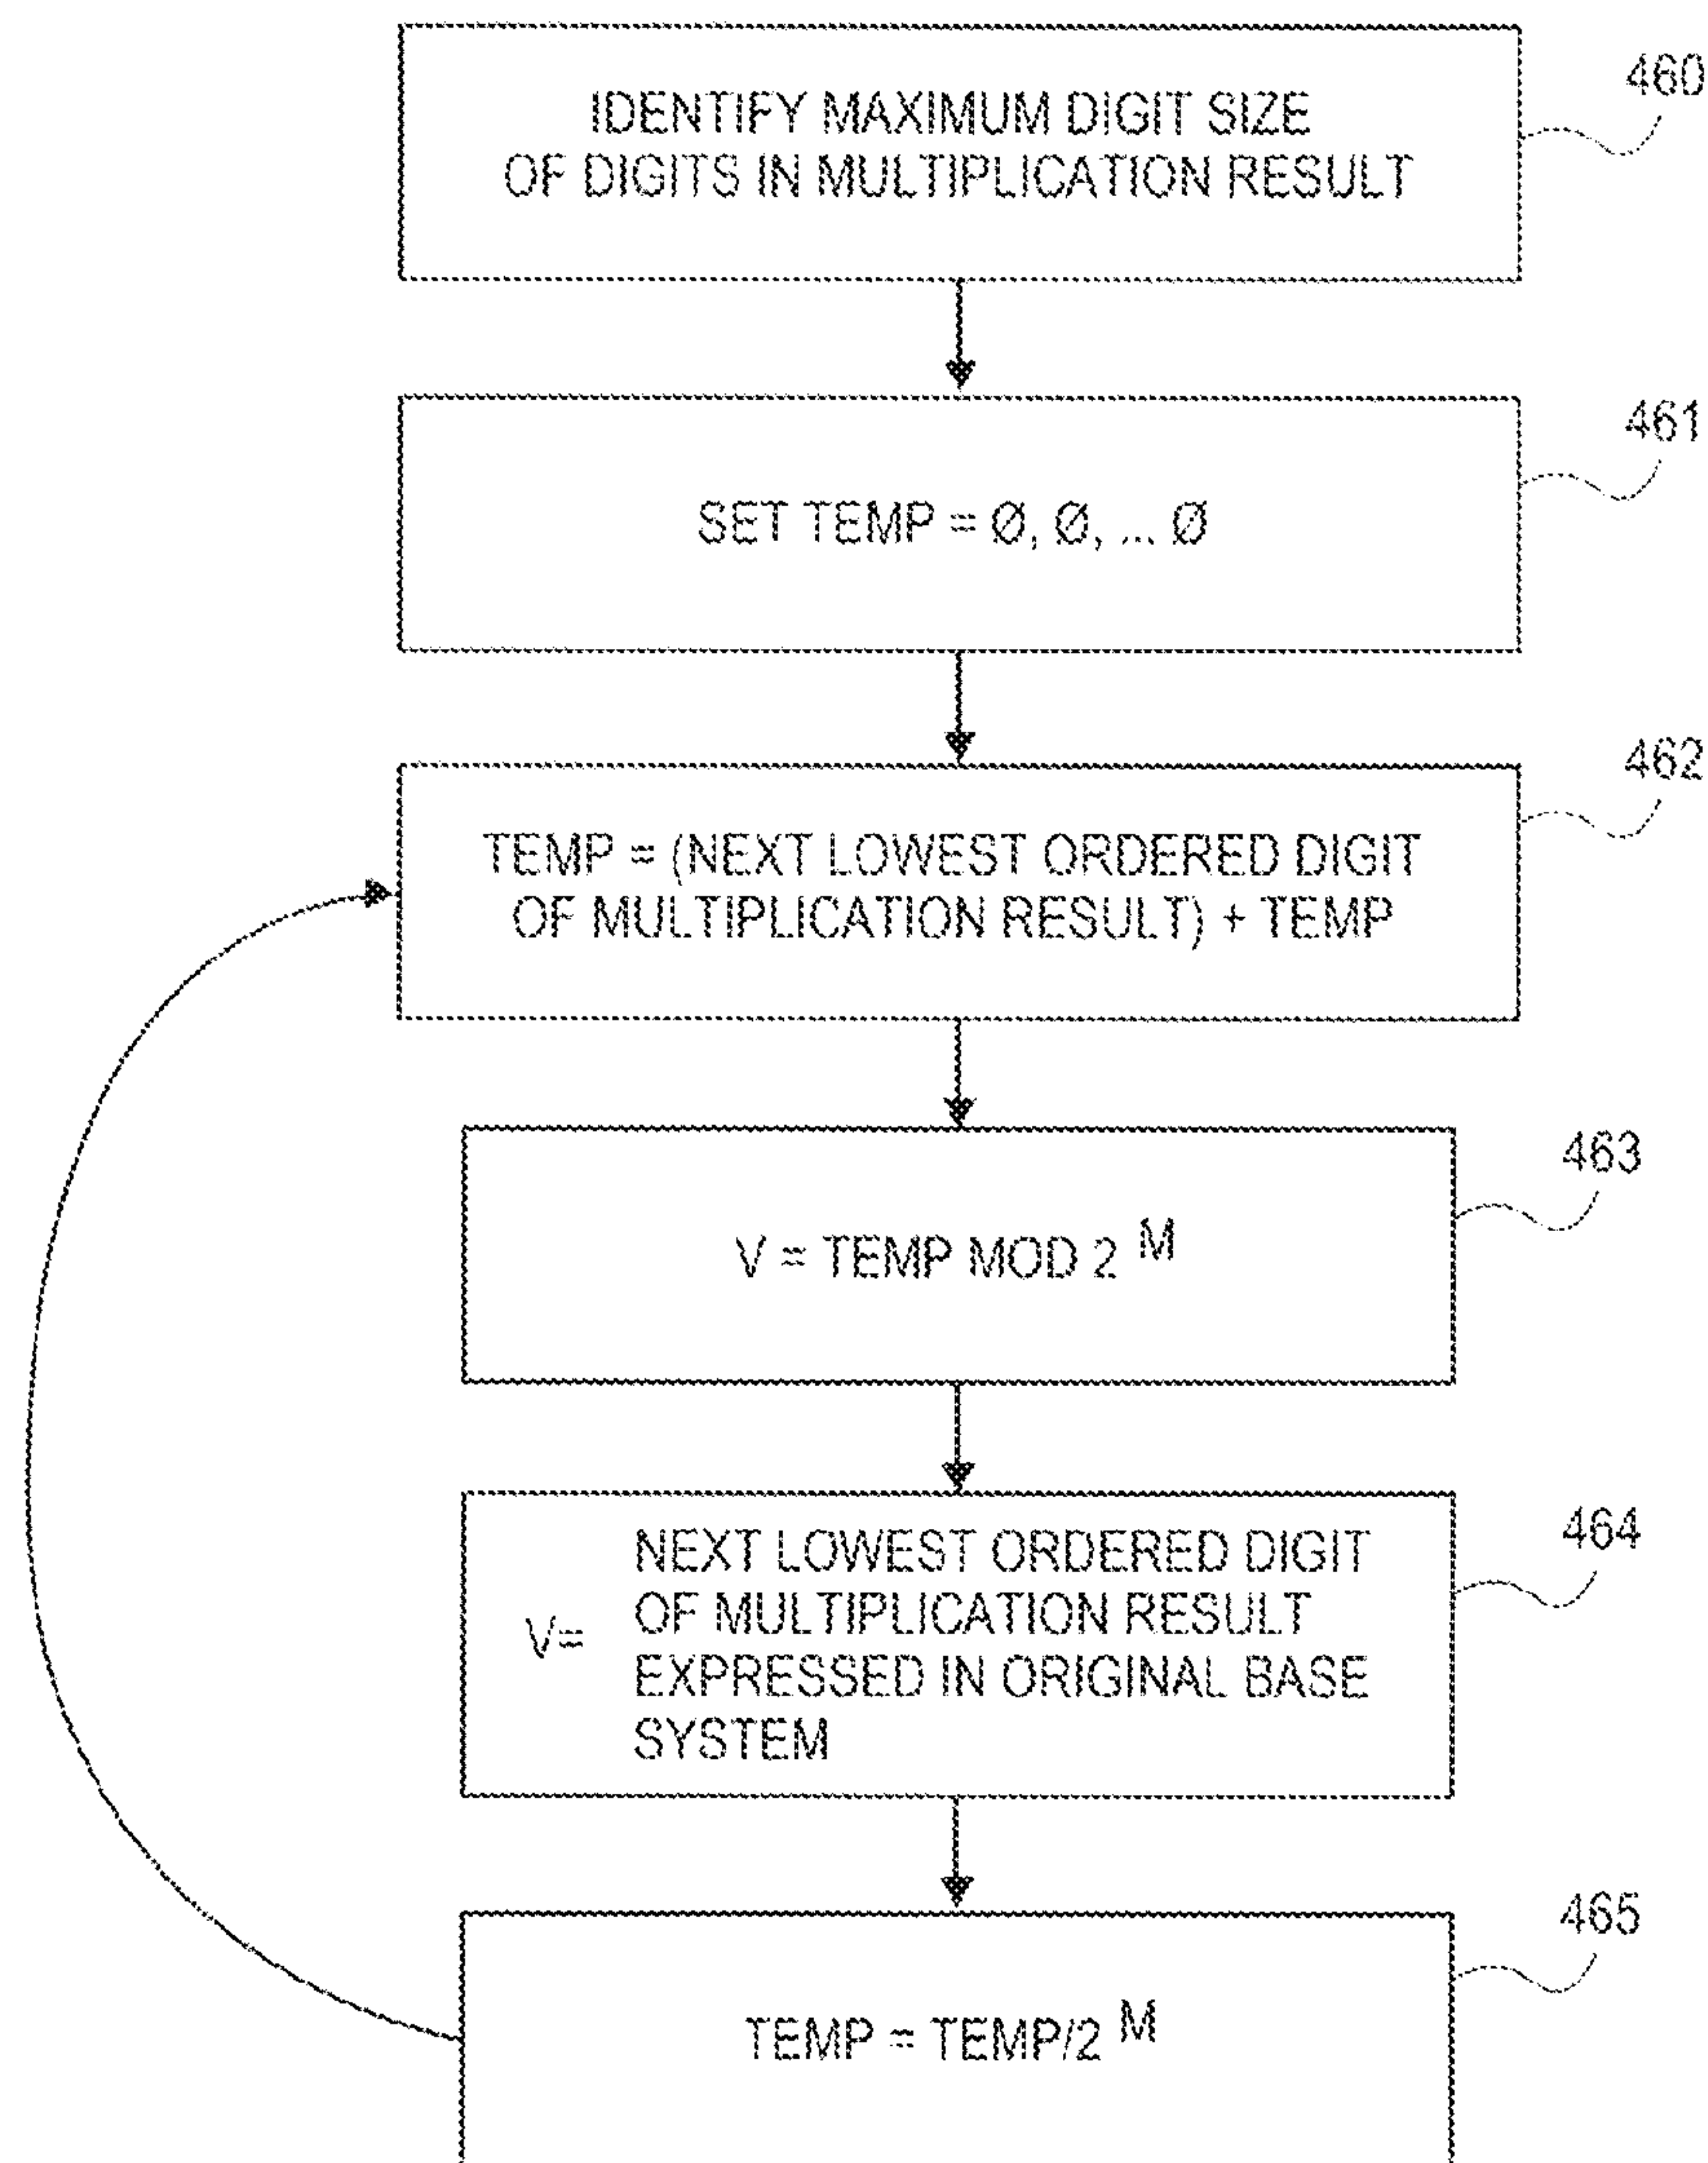 460
IDENTIFY MAXIMUM DIGIT SIZE
OF DIGITS IN MULTIPLICATION RESULT
461
SET TEMP = Ø, Ø, ... Ø
462
TEMP = (NEXT LOWEST ORDERED DIGIT
OF MULTIPLICATION RESULT) + TEMP
463
V = TEMP MOD 2 M
464
NEXT LOWEST ORDERED DIGIT
OF MULTIPLICATION RESULT
V=
EXPRESSED IN ORIGINAL BASE
SYSTEM
465
TEMP = TEMP/2 M